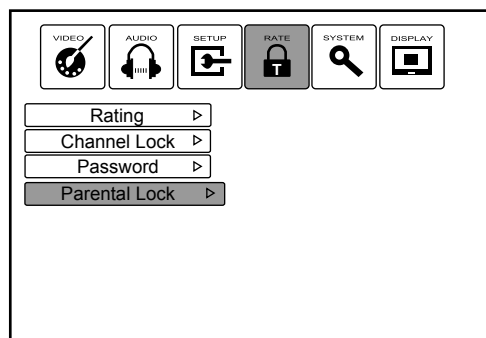 VIDEO AUDIO SETUP RATE SYSTEM DISPLAY
T
Rating
Channel Lock
Password
Parental Lock